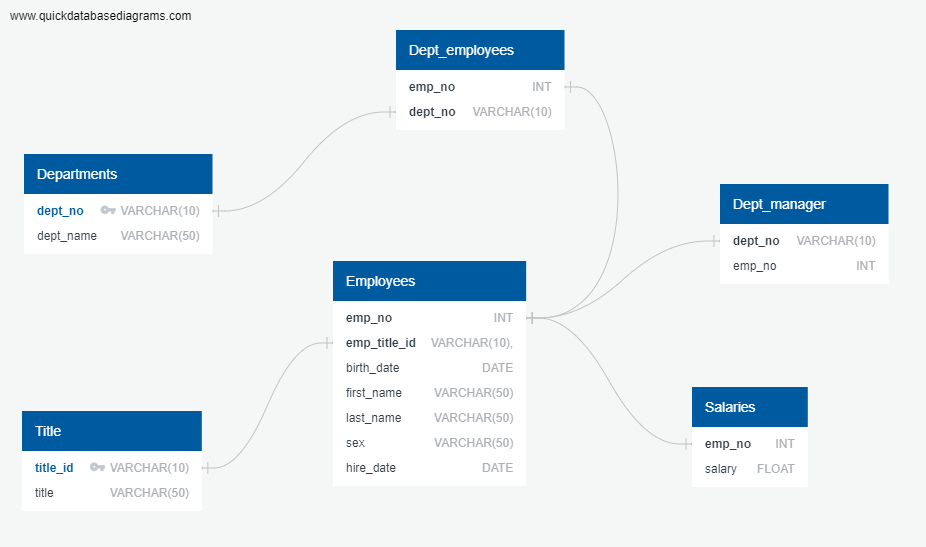 www.quickdatabasediagrams.com
Dept_employees
emp_no INT
dept_no VARCHAR(10)
Departments
dept_no VARCHAR(10)
dept_name VARCHAR(50)
Dept_manager
dept_no VARCHAR(10)
emp_no INT
Employees
emp_no INT
emp_title_id VARCHAR(10),
birth_date DATE
first_name VARCHAR(50)
last_name VARCHAR(50)
sex VARCHAR(50)
hire_date DATE
Title
title_id VARCHAR(10)
title VARCHAR(50)
Salaries
emp_no INT
salary FLOAT